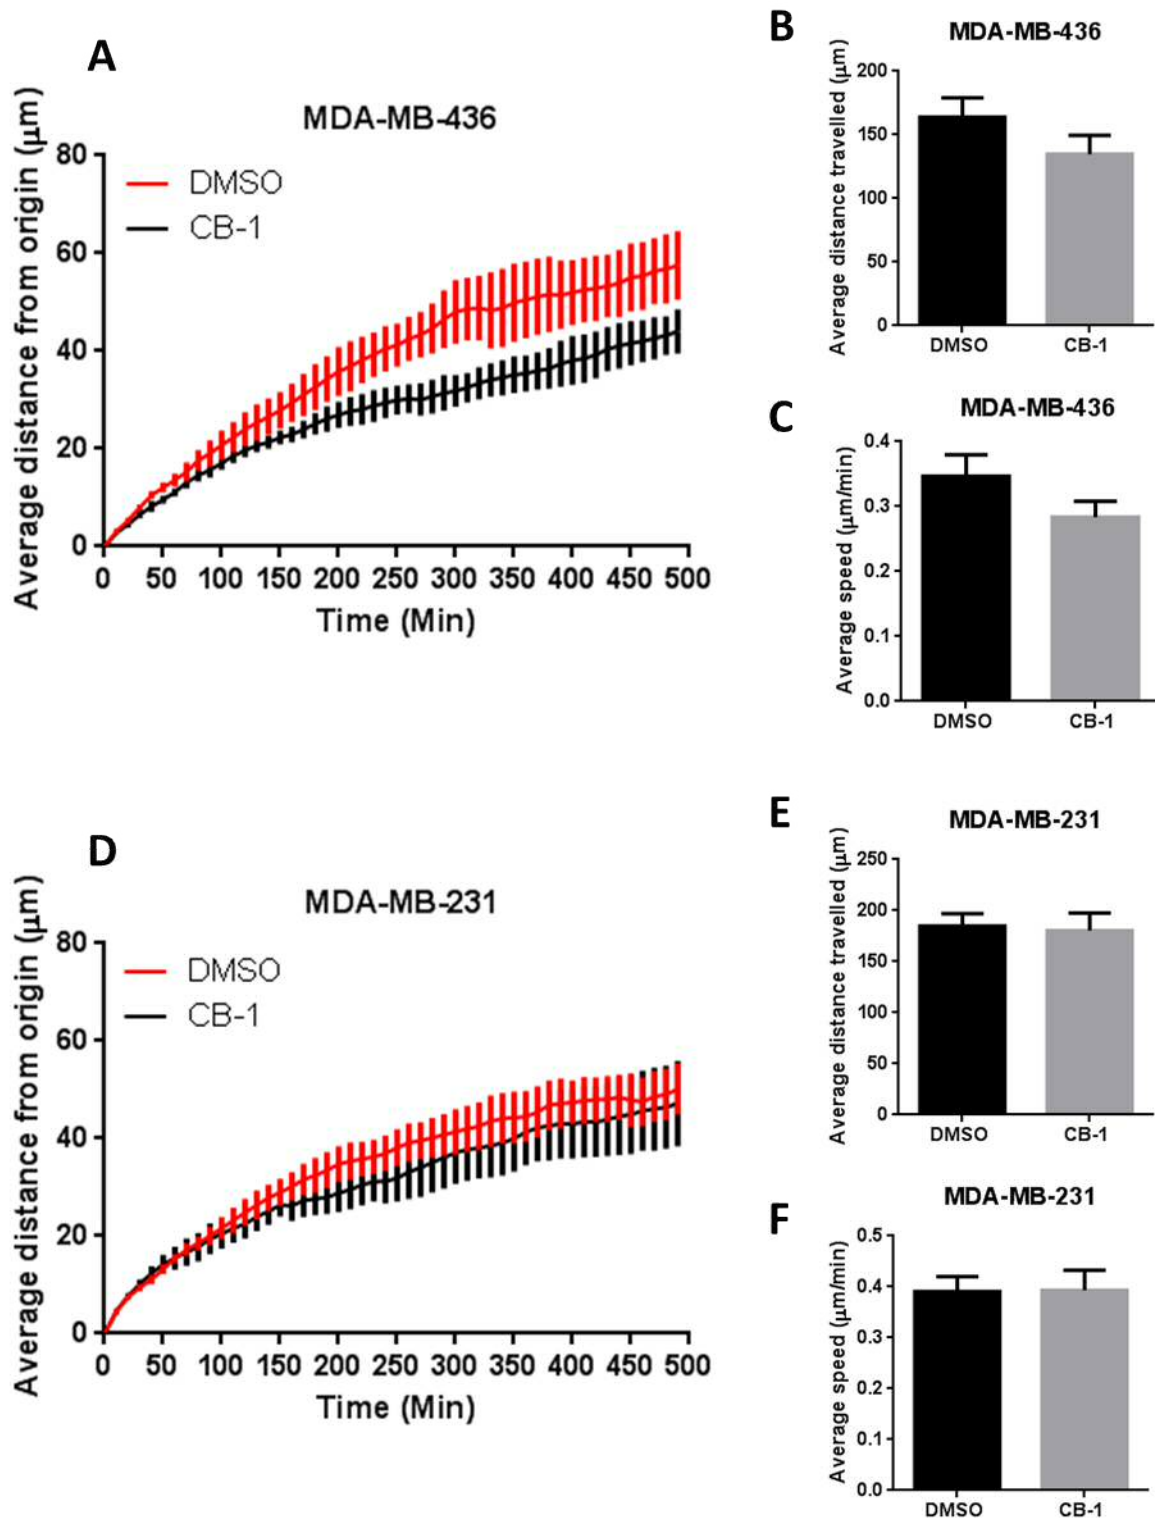 A
MDA-MB-436
Average distance from origin (μm)
80
60
40
20
0
DMSO
CB-1
0 50 100 150 200 250 300 350 400 450 500
Time (Min)
B
MDA-MB-436
Average distance travelled (μm)
200
150
100
50
0
DMSO CB-1
C
MDA-MB-436
Average speed (μm/min)
0.4
0.3
0.2
0.1
0.0
DMSO CB-1
D
MDA-MB-231
Average distance from origin (μm)
80
60
40
20
0
DMSO
CB-1
0 50 100 150 200 250 300 350 400 450 500
Time (Min)
E
MDA-MB-231
Average distance travelled (μm)
250
200
150
100
50
0
DMSO CB-1
F
MDA-MB-231
Average speed (μm/min)
0.5
0.4
0.3
0.2
0.1
0.0
DMSO CB-1